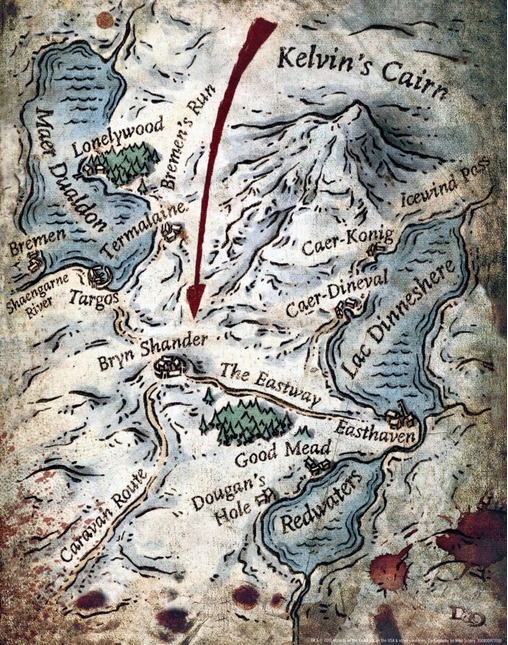 Kelvin's Cairn
Bremen's Run
Lonelywood
Maer Dualdon
Icewind Pass
Termalaine
Caer-Konig
Bremen
Shaengarne
River
Targos
Caer-Dineval
Lac Dinneshere
Bryn Shander
The Eastway
Easthaven
Good Mead
Dougan's
Hole
Redwaters
Caravan Route
D&D